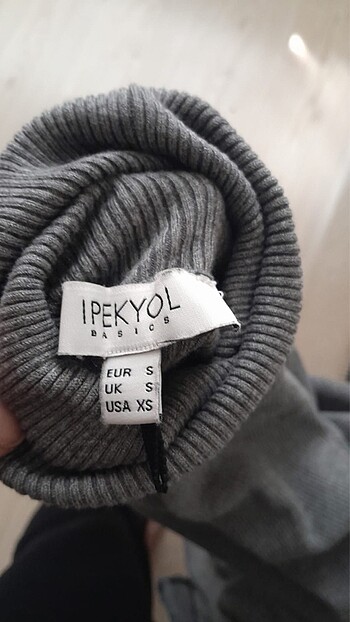 IPEKYOL
BASICS
EUR S
UK S
USA XS